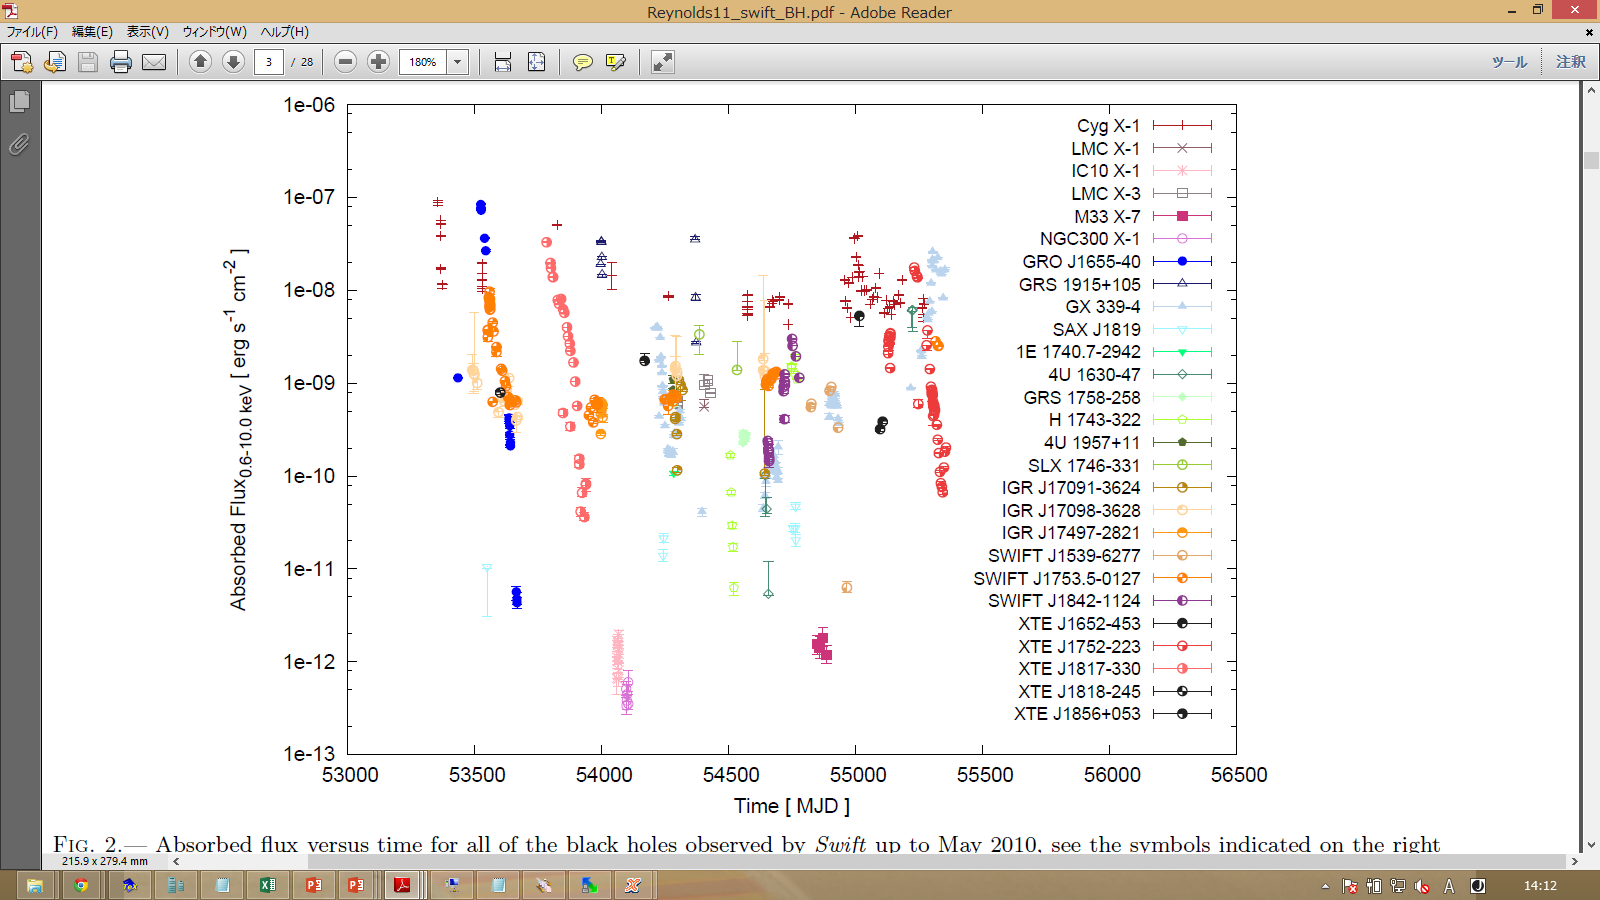 Reynolds11_swift_BH.pdf - Adobe Reader
ファイル(F) 編集(E) 表示(V) ウィンドウ(W) ヘルプ(H)
3 / 28 180% ツール 注釈
1e-06
1e-07
1e-08
1e-09
1e-10
1e-11
1e-12
1e-13
Absorbed Flux0.6-10.0 keV [ erg s-1 cm-2 ]
Cyg X-1
LMC X-1
IC10 X-1
LMC X-3
M33 X-7
NGC300 X-1
GRO J1655-40
GRS 1915+105
GX 339-4
SAX J1819
1E 1740.7-2942
4U 1630-47
GRS 1758-258
H 1743-322
4U 1957+11
SLX 1746-331
IGR J17091-3624
IGR J17098-3628
IGR J17497-2821
SWIFT J1539-6277
SWIFT J1753.5-0127
SWIFT J1842-1124
XTE J1652-453
XTE J1752-223
XTE J1817-330
XTE J1818-245
XTE J1856+053
53000 53500 54000 54500 55000 55500 56000 56500
Time [ MJD ]
Fig. 2.— Absorbed flux versus time for all of the black holes observed by Swift up to May 2010, see the symbols indicated on the right
215.9 x 279.4 mm
A 14:12